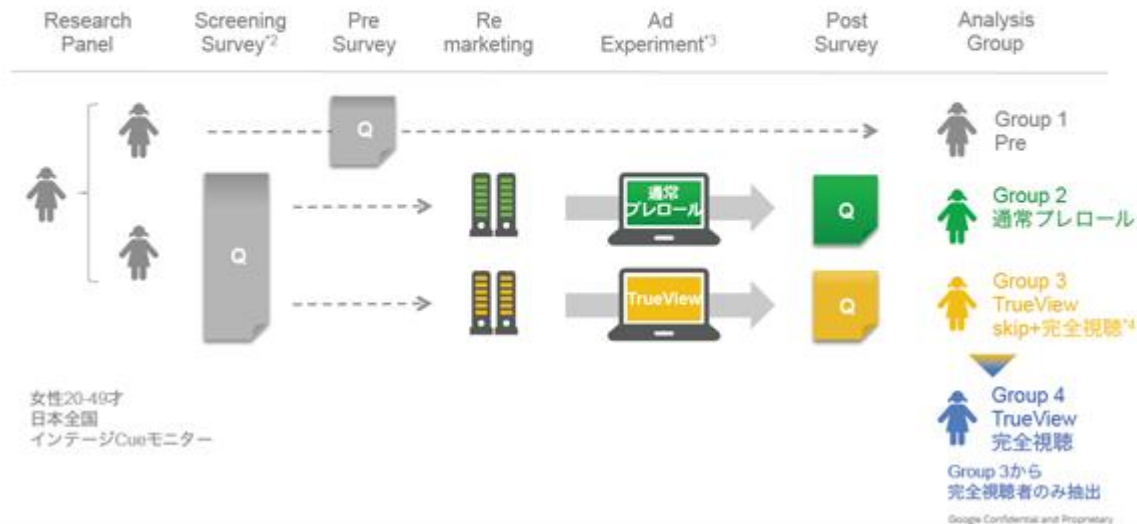 Research
Panel
Screening
Survey*2
Pre
Survey
Re
marketing
Ad
Experiment*3
Post
Survey
Analysis
Group
Q
Group 1
Pre
Q
通常
プレロール
Q
Group 2
通常プレロール
TrueView
Q
Group 3
TrueView
skip+完全視聴*4
女性20-49才
日本全国
インテージCueモニター
Group 4
TrueView
完全視聴
Group 3から
完全視聴者のみ抽出
Google Confidential and Proprietary